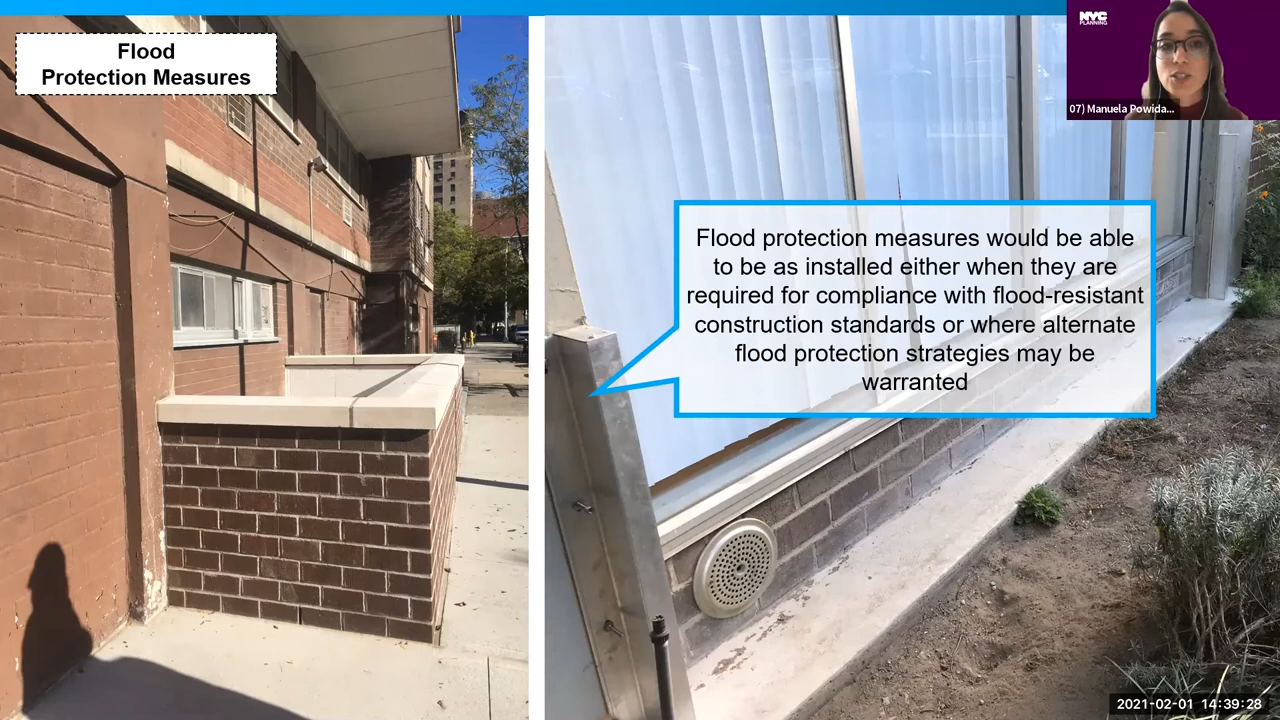 Flood
Protection Measures
NYC
PLANNING
07) Manuela Powida...
Flood protection measures would be able
to be as installed either when they are
required for compliance with flood-resistant
construction standards or where alternate
flood protection strategies may be
warranted
2021-02-01 14:39:28